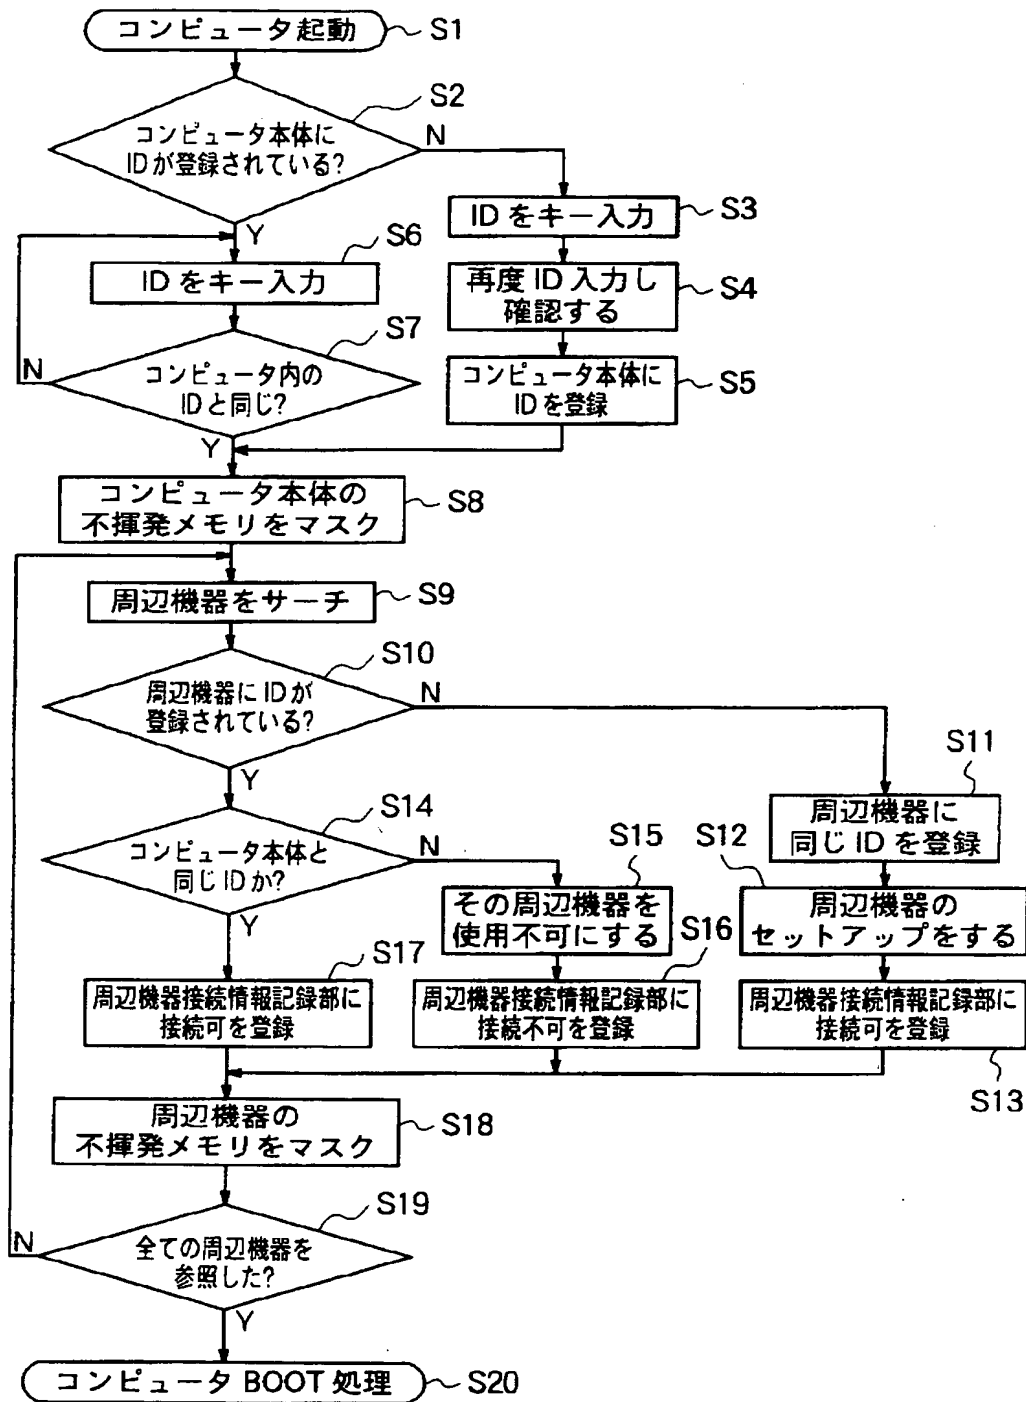 コンピュータ起動
S1
S2
コンピュータ本体に
IDが登録されている?
N
Y
IDをキー入力
S3
再度ID入力し
確認する
S4
コンピュータ本体に
IDを登録
S5
S6
IDをキー入力
S7
コンピュータ内の
IDと同じ?
N
Y
コンピュータ本体の
不揮発メモリをマスク
S8
周辺機器をサーチ
S9
S10
周辺機器にIDが
登録されている?
N
Y
S11
周辺機器に
同じIDを登録
S12
周辺機器の
セットアップをする
周辺機器接続情報記録部に
接続可を登録
S13
S14
コンピュータ本体と
同じIDか?
N
Y
S15
その周辺機器を
使用不可にする
S16
周辺機器接続情報記録部に
接続不可を登録
S17
周辺機器接続情報記録部に
接続可を登録
周辺機器の
不揮発メモリをマスク
S18
S19
全ての周辺機器を
参照した?
N
Y
コンピュータBOOT処理
S20